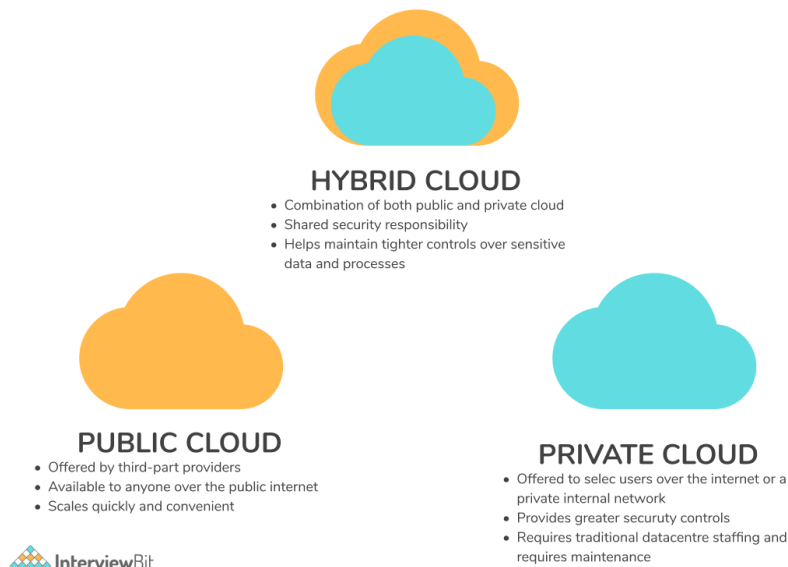 HYBRID CLOUD
• Combination of both public and private cloud
• Shared security responsibility
• Helps maintain tighter controls over sensitive
data and processes
PUBLIC CLOUD
• Offered by third-part providers
• Available to anyone over the public internet
• Scales quickly and convenient
PRIVATE CLOUD
• Offered to selec users over the internet or a
private internal network
• Provides greater securuty controls
• Requires traditional datacentre staffing and
requires maintenance
InterviewBit